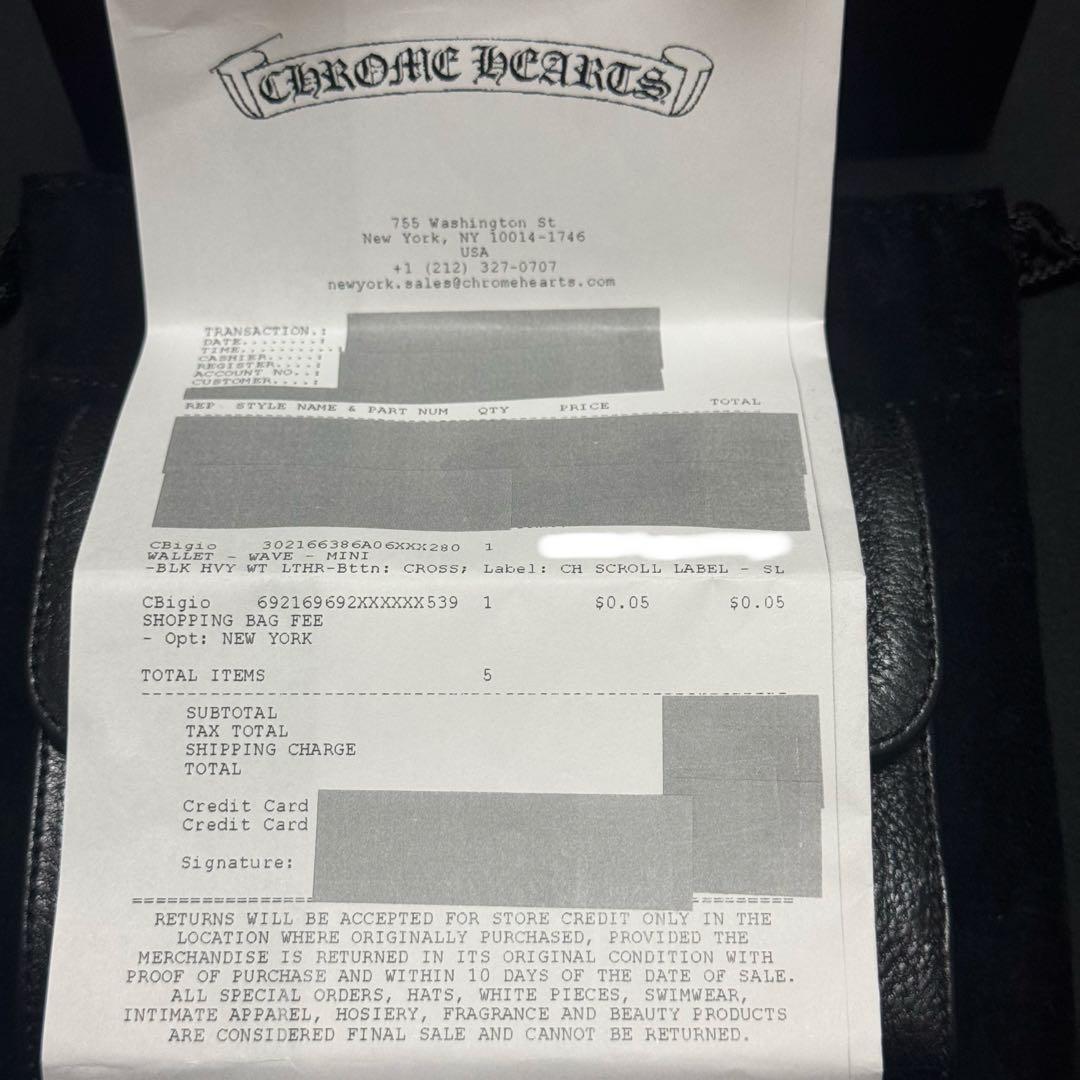 CHROME HEARTS
755 Washington St
New York, NY 10014-1746
USA
+1 (212) 327-0707
newyork.sales@chromehearts.com
TRANSACTION.:
DATE........:
TIME........:
CASHIER.....:
REGISTER....:
ACCOUNT NO..:
CUSTOMER....:
REP STYLE NAME & PART NUM QTY PRICE TOTAL
CBigio 302166386A06XXX280 1
WALLET - WAVE - MINI
-BLK HVY WT LTHR-Bttn: CROSS; Label: CH SCROLL LABEL - SL
CBigio 692169692XXXXXX539 1 $0.05 $0.05
SHOPPING BAG FEE
- Opt: NEW YORK
TOTAL ITEMS 5
SUBTOTAL
TAX TOTAL
SHIPPING CHARGE
TOTAL
Credit Card
Credit Card
Signature:
RETURNS WILL BE ACCEPTED FOR STORE CREDIT ONLY IN THE
LOCATION WHERE ORIGINALLY PURCHASED, PROVIDED THE
MERCHANDISE IS RETURNED IN ITS ORIGINAL CONDITION WITH
PROOF OF PURCHASE AND WITHIN 10 DAYS OF THE DATE OF SALE.
ALL SPECIAL ORDERS, HATS, WHITE PIECES, SWIMWEAR,
INTIMATE APPAREL, HOSIERY, FRAGRANCE AND BEAUTY PRODUCTS
ARE CONSIDERED FINAL SALE AND CANNOT BE RETURNED.